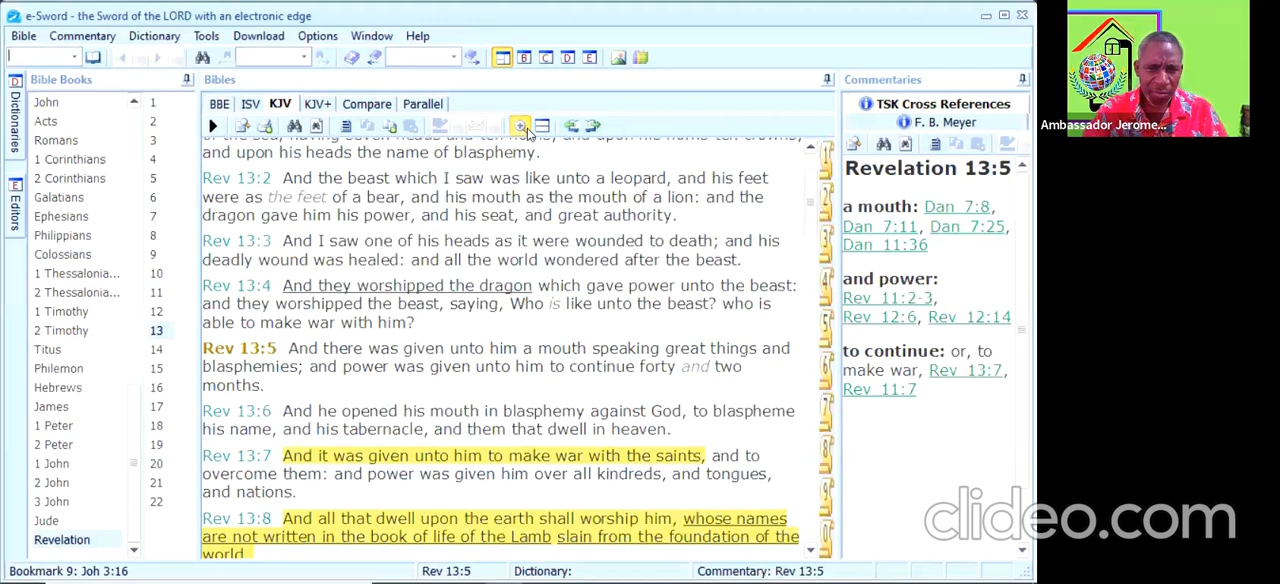 e-Sword - the Sword of the LORD with an electronic edge
Bible Commentary Dictionary Tools Download Options Window Help
B C D E
D Dictionaries
E Editors
Bible Books
John 1
Acts 2
Romans 3
1 Corinthians 4
2 Corinthians 5
Galatians 6
Ephesians 7
Philippians 8
Colossians 9
1 Thessalonia... 10
2 Thessalonia... 11
1 Timothy 12
2 Timothy 13
Titus 14
Philemon 15
Hebrews 16
James 17
1 Peter 18
2 Peter 19
1 John 20
2 John 21
3 John 22
Jude
Revelation
Bibles
BBE ISV KJV KJV+ Compare Parallel
and upon his heads the name of blasphemy.
Rev 13:2 And the beast which I saw was like unto a leopard, and his feet
were as the feet of a bear, and his mouth as the mouth of a lion: and the
dragon gave him his power, and his seat, and great authority.
Rev 13:3 And I saw one of his heads as it were wounded to death; and his
deadly wound was healed: and all the world wondered after the beast.
Rev 13:4 And they worshipped the dragon which gave power unto the beast:
and they worshipped the beast, saying, Who is like unto the beast? who is
able to make war with him?
Rev 13:5 And there was given unto him a mouth speaking great things and
blasphemies; and power was given unto him to continue forty and two
months.
Rev 13:6 And he opened his mouth in blasphemy against God, to blaspheme
his name, and his tabernacle, and them that dwell in heaven.
Rev 13:7 And it was given unto him to make war with the saints, and to
overcome them: and power was given him over all kindreds, and tongues,
and nations.
Rev 13:8 And all that dwell upon the earth shall worship him, whose names
are not written in the book of life of the Lamb slain from the foundation of the
world.
1
2
3
4
5
6
7
8
9
0
Commentaries
TSK Cross References
F. B. Meyer
Revelation 13:5
a mouth: Dan 7:8,
Dan 7:11, Dan 7:25,
Dan 11:36
and power:
Rev 11:2-3,
Rev 12:6, Rev 12:14
to continue: or, to
make war, Rev 13:7,
Rev 11:7
Ambassador Jerome...
clideo.com
Bookmark 9: Joh 3:16 Rev 13:5 Dictionary: Commentary: Rev 13:5